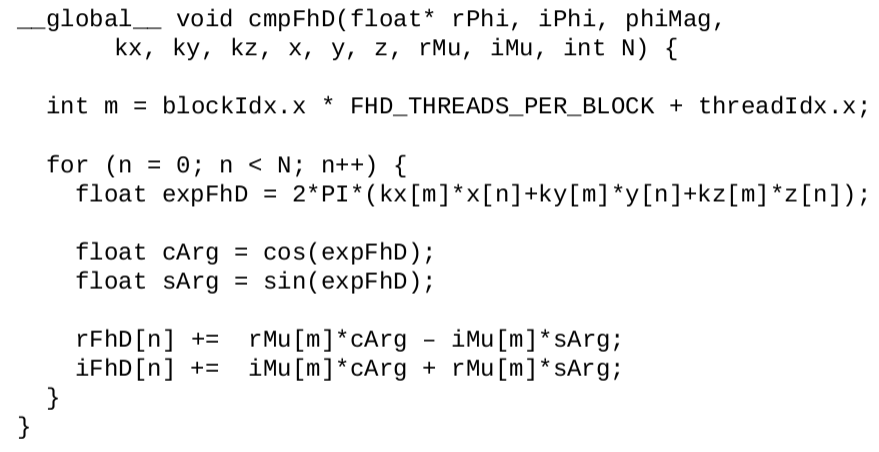 __global__ void cmpFhD(float* rPhi, iPhi, phiMag,
        kx, ky, kz, x, y, z, rMu, iMu, int N) {

  int m = blockIdx.x * FHD_THREADS_PER_BLOCK + threadIdx.x;

  for (n = 0; n < N; n++) {
    float expFhD = 2*PI*(kx[m]*x[n]+ky[m]*y[n]+kz[m]*z[n]);

    float cArg = cos(expFhD);
    float sArg = sin(expFhD);

    rFhD[n] +=  rMu[m]*cArg – iMu[m]*sArg;
    iFhD[n] +=  iMu[m]*cArg + rMu[m]*sArg;
  }
}